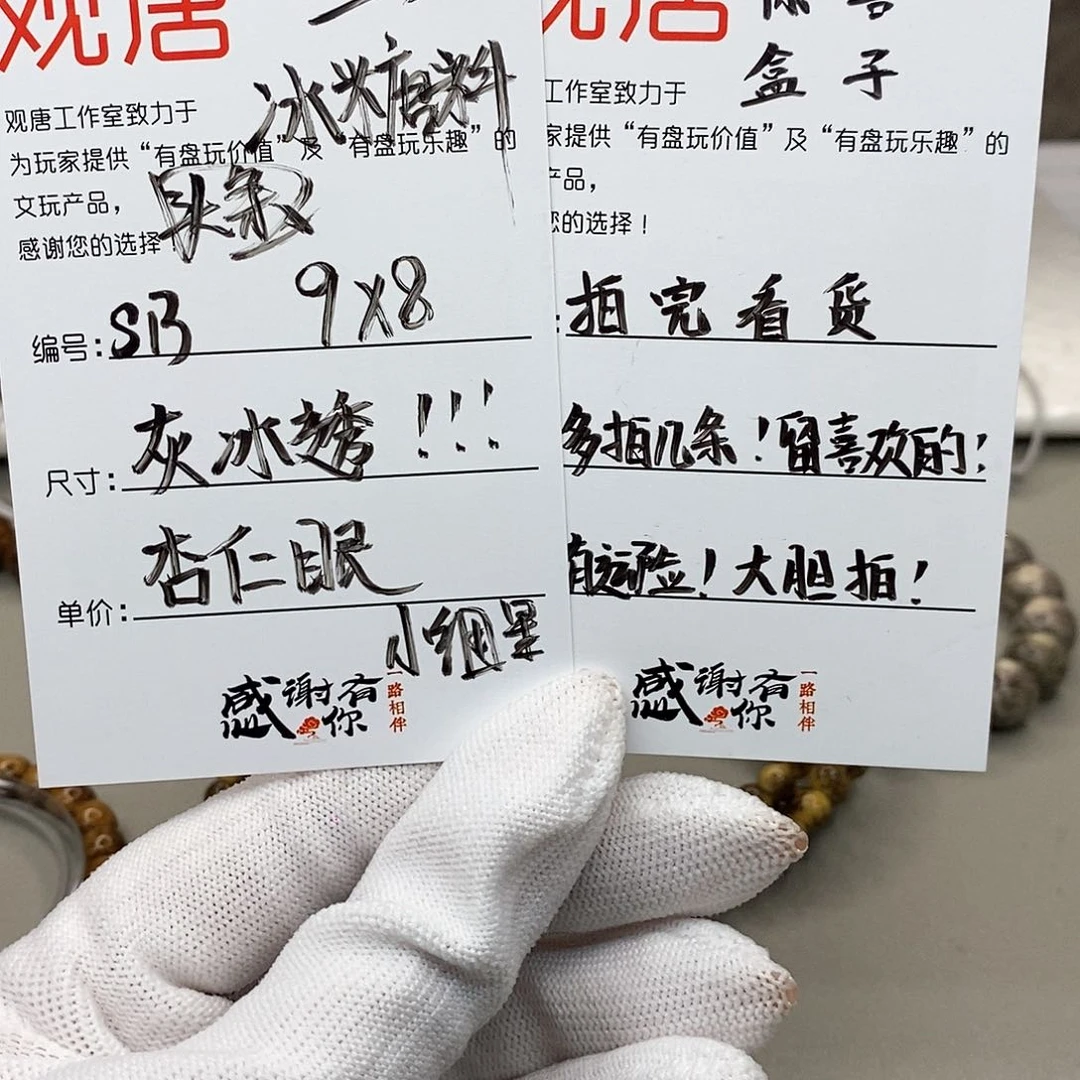 观唐
冰糖料
观唐工作室致力于
为玩家提供“有盘玩价值”及“有盘玩乐趣”的
文玩产品，
感谢您的选择！
头条
编号：SB 9X8
尺寸：灰冰透!!!
单价：杏仁眼
小细星
感谢有你
一路相伴
唐
盒子
工作室致力于
家提供“有盘玩价值”及“有盘玩乐趣”的
产品，
您的选择！
：拍完看货
多拍几条！留喜欢的！
有运险！大胆拍！
感谢有你
一路相伴